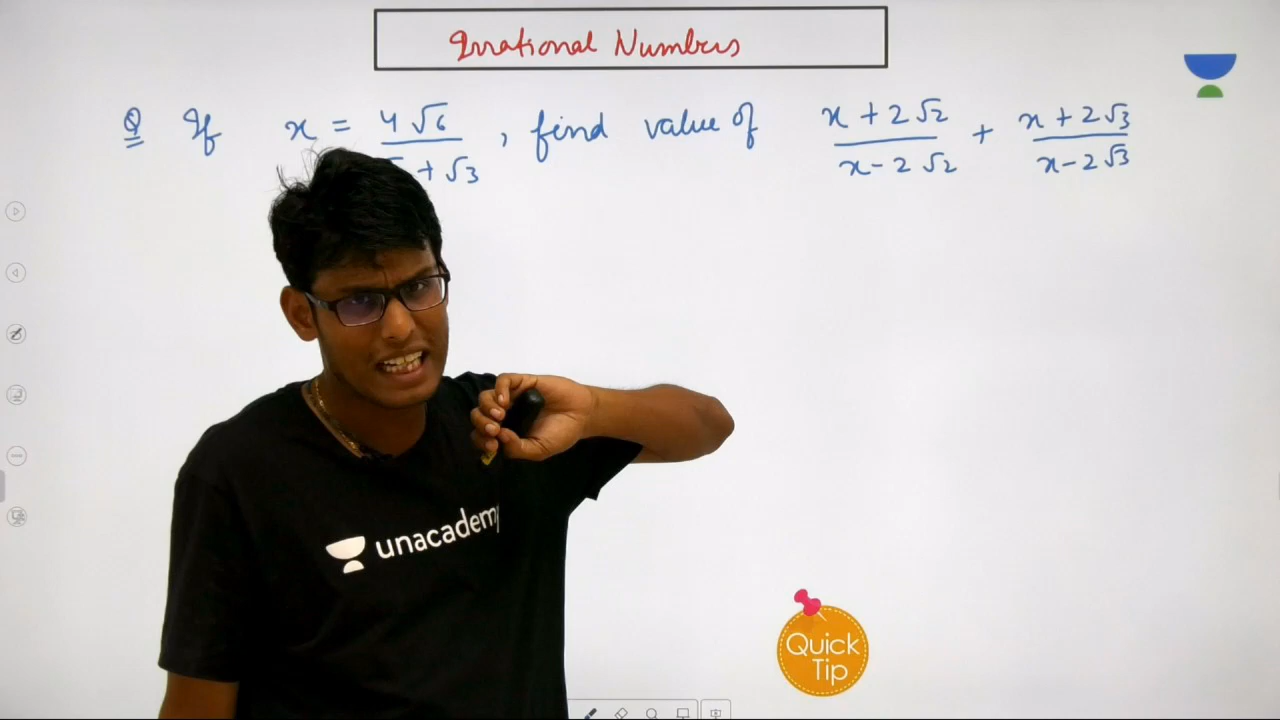 Irrational Numbers
Q If x = 4√6 / + √3 , find value of x + 2√2 / x - 2√2 + x + 2√3 / x - 2√3
unacadem
Quick
Tip